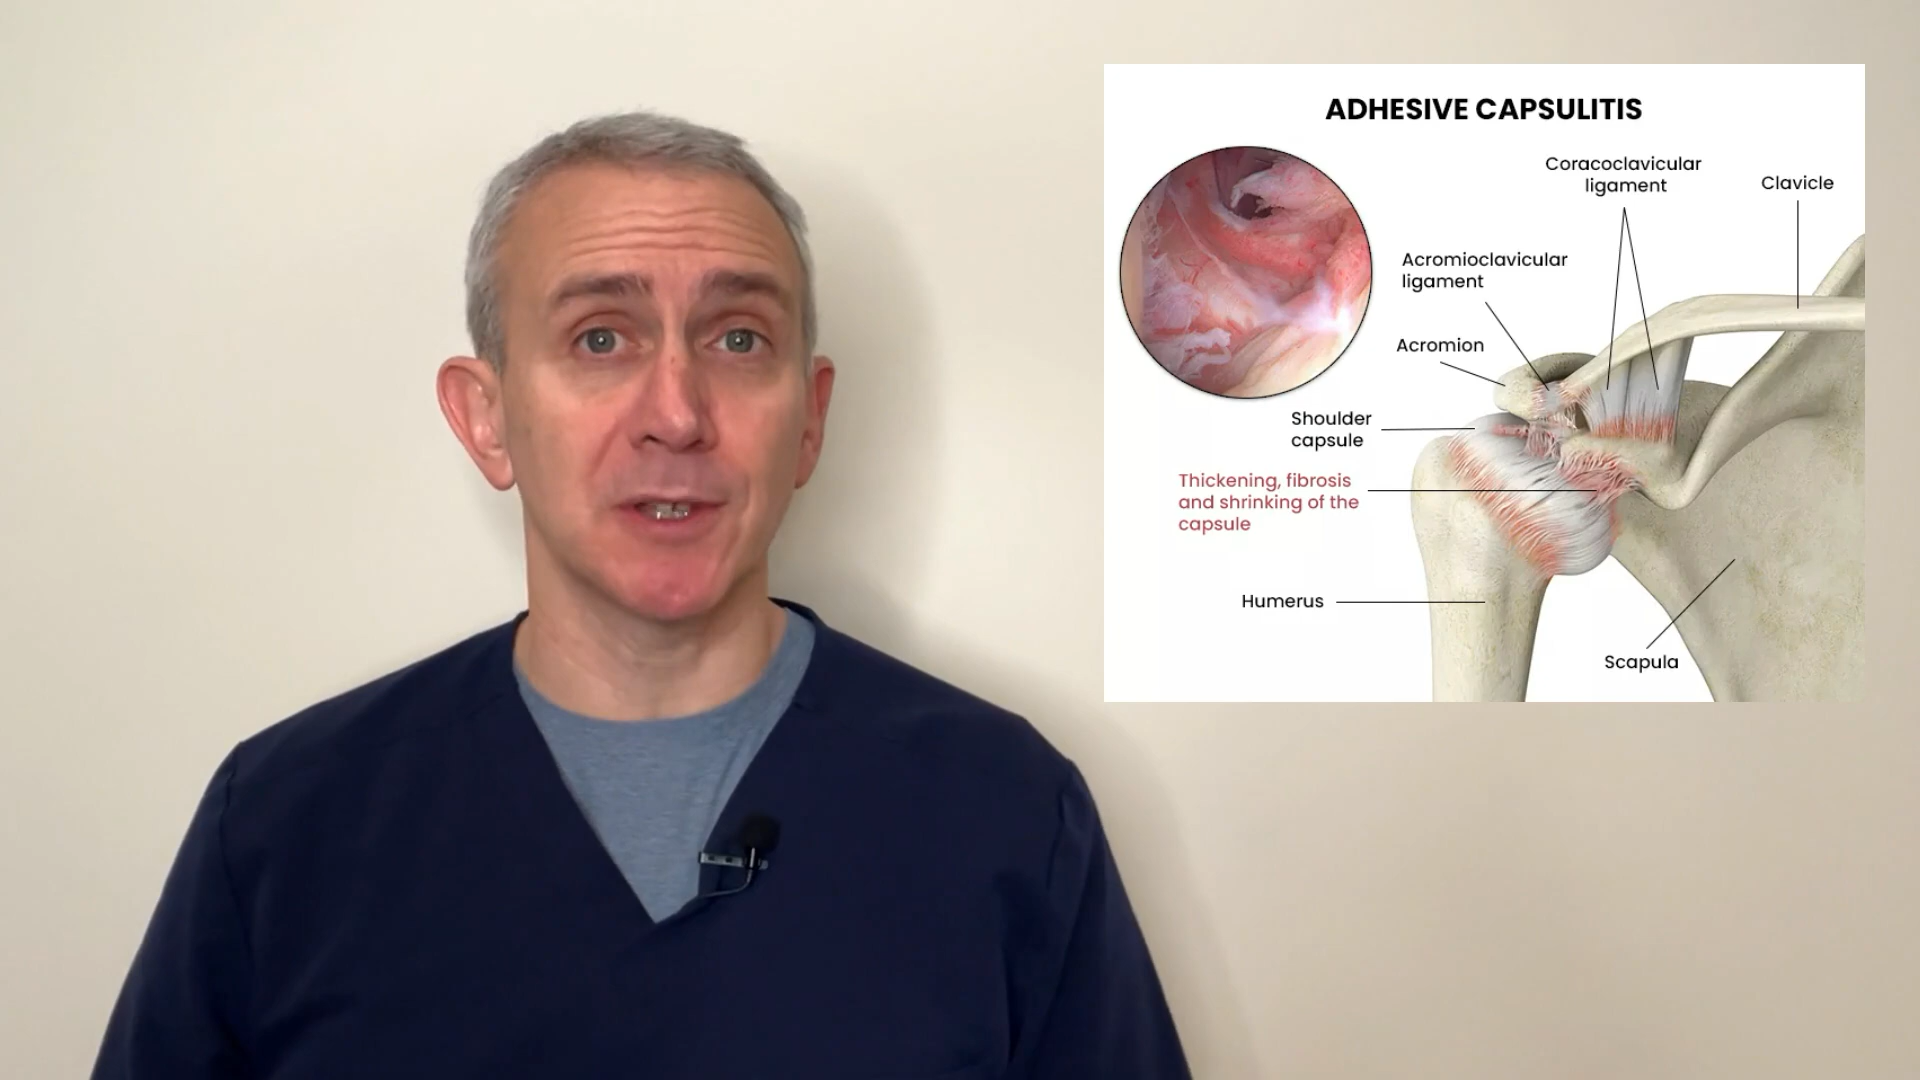 ADHESIVE CAPSULITIS
Coracoclavicular
ligament
Clavicle
Acromioclavicular
ligament
Acromion
Shoulder
capsule
Thickening, fibrosis
and shrinking of the
capsule
Humerus
Scapula